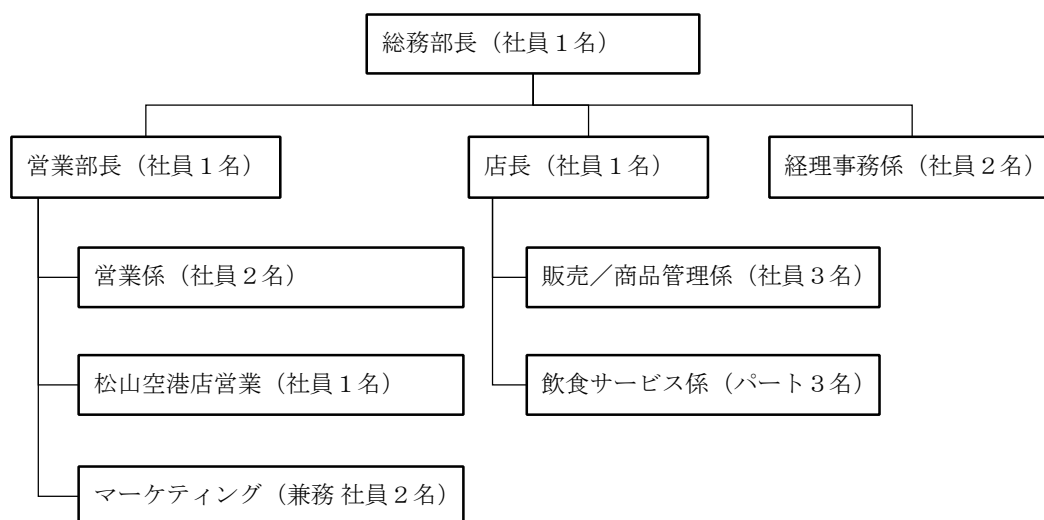 総務部長（社員１名）
営業部長（社員１名）
店長（社員１名）
経理事務係（社員２名）
営業係（社員２名）
販売／商品管理係（社員３名）
松山空港店営業（社員１名）
飲食サービス係（パート３名）
マーケティング（兼務 社員２名）